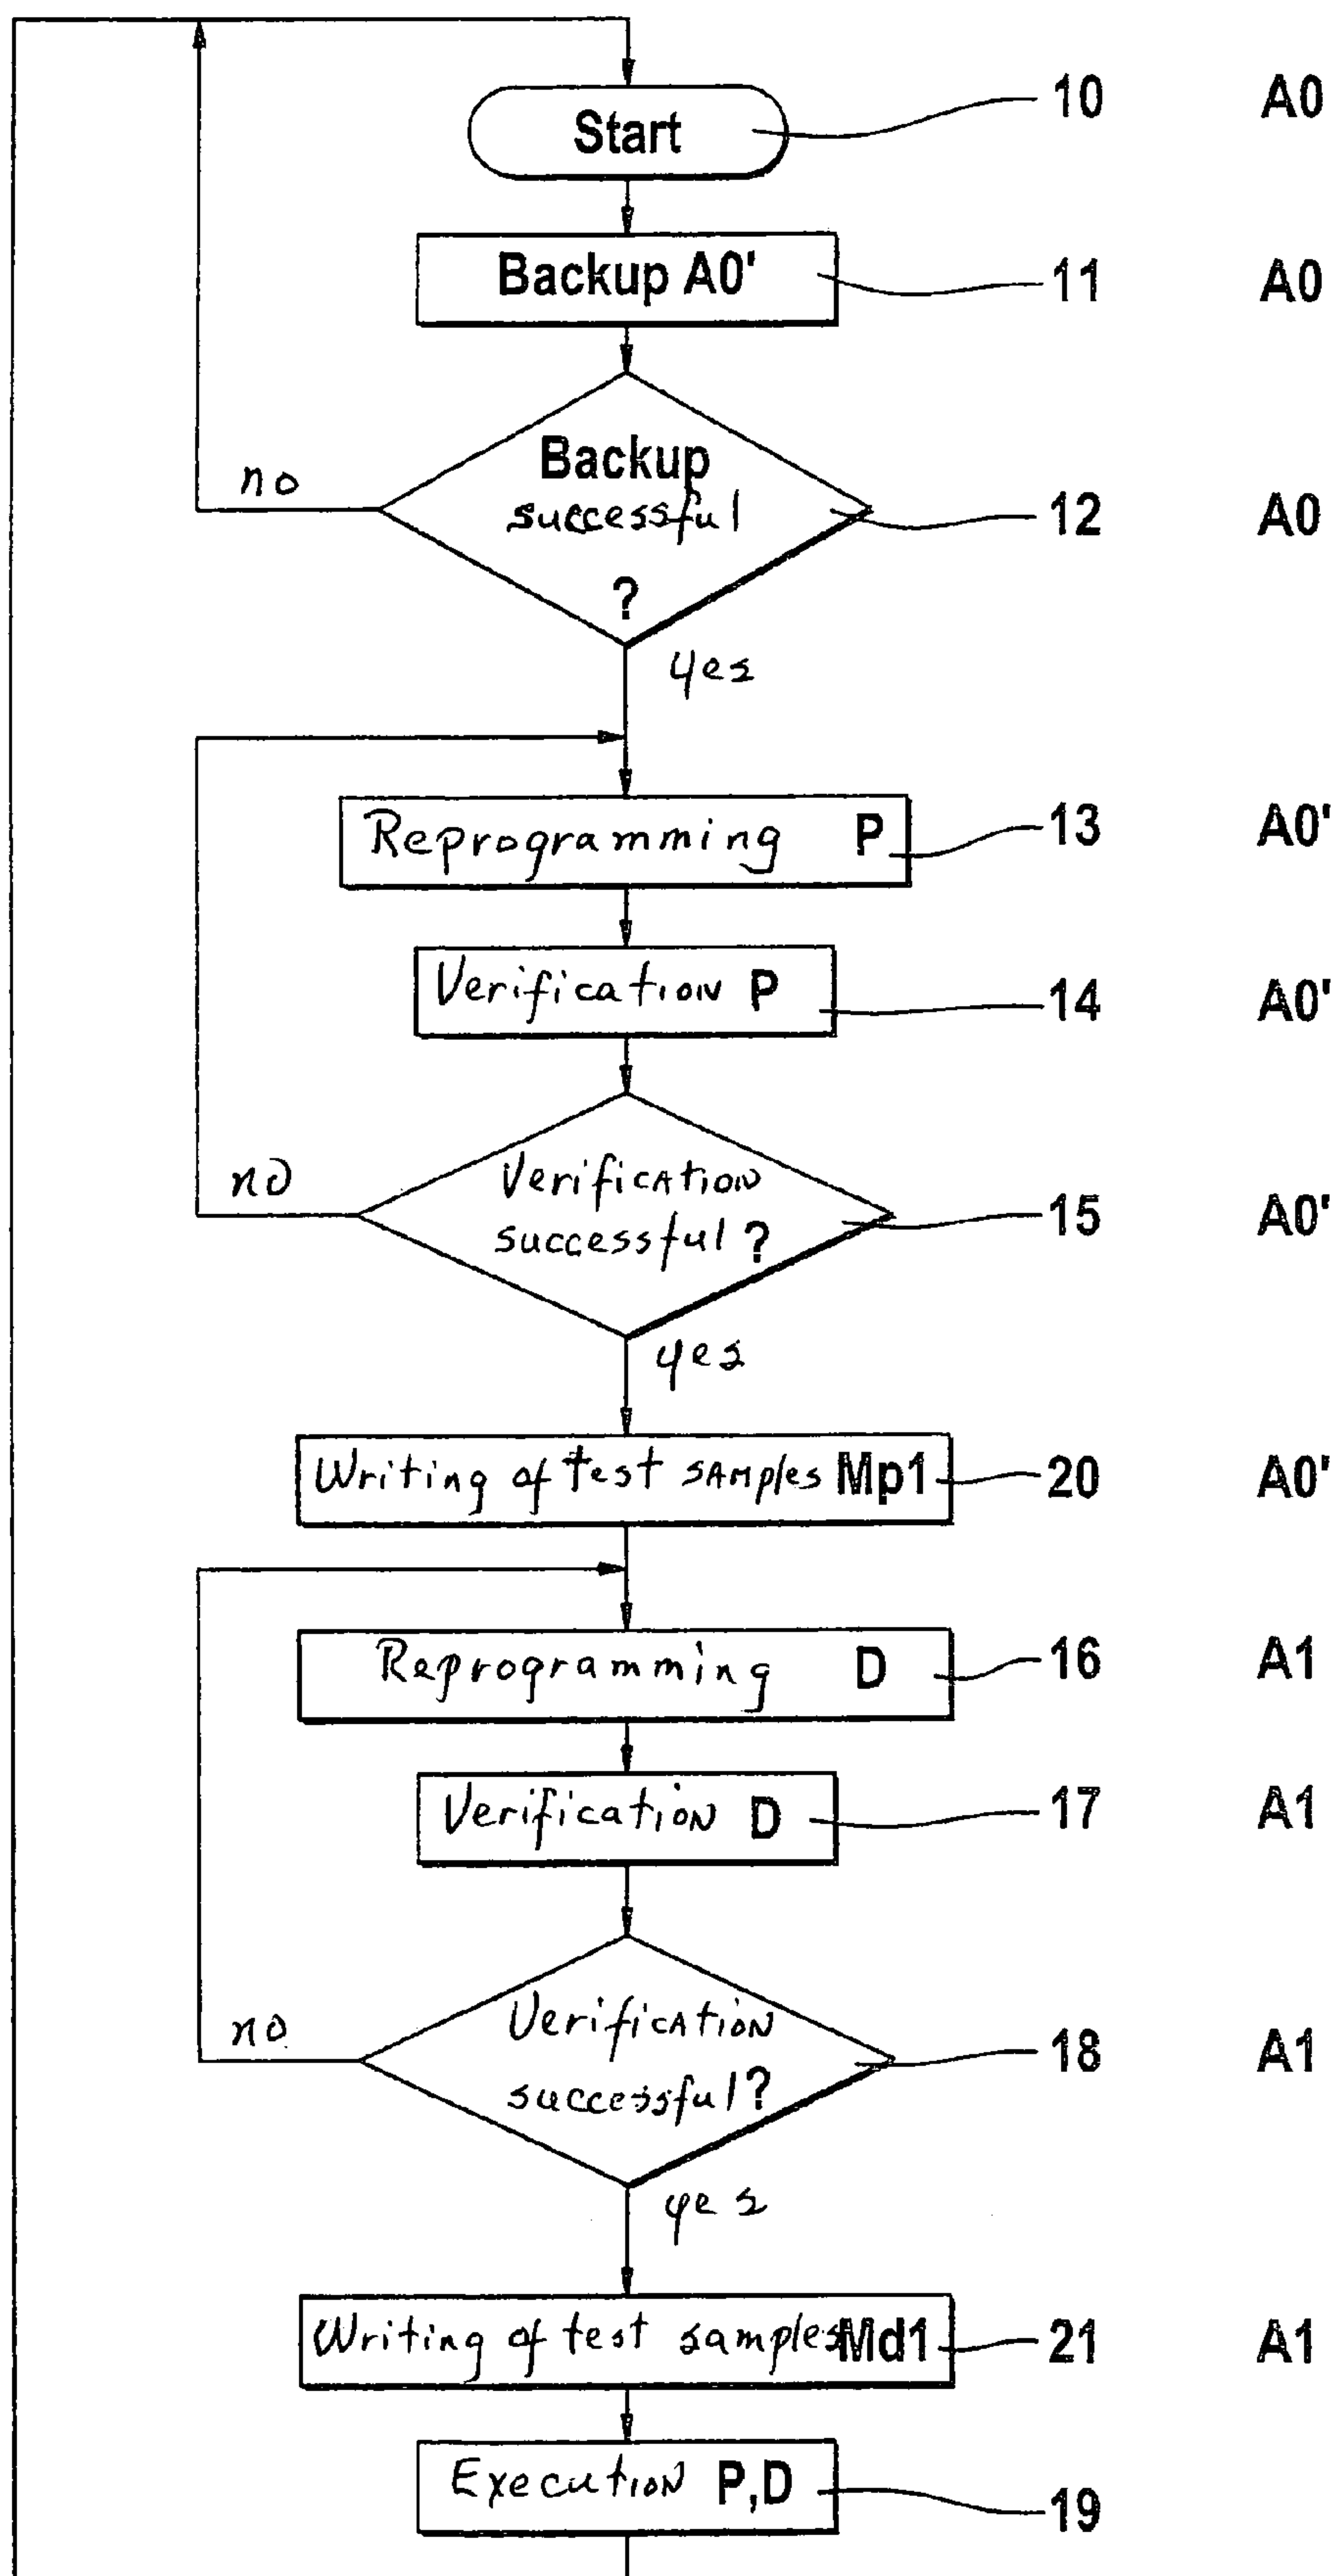 Start 10 A0
Backup A0' 11 A0
Backup
successful
?
12 A0
no
yes
Reprogramming P 13 A0'
Verification P 14 A0'
Verification
successful?
15 A0'
no
yes
Writing of test samples Mp1 20 A0'
Reprogramming D 16 A1
Verification D 17 A1
Verification
successful?
18 A1
no
yes
Writing of test samples Md1 21 A1
Execution P,D 19